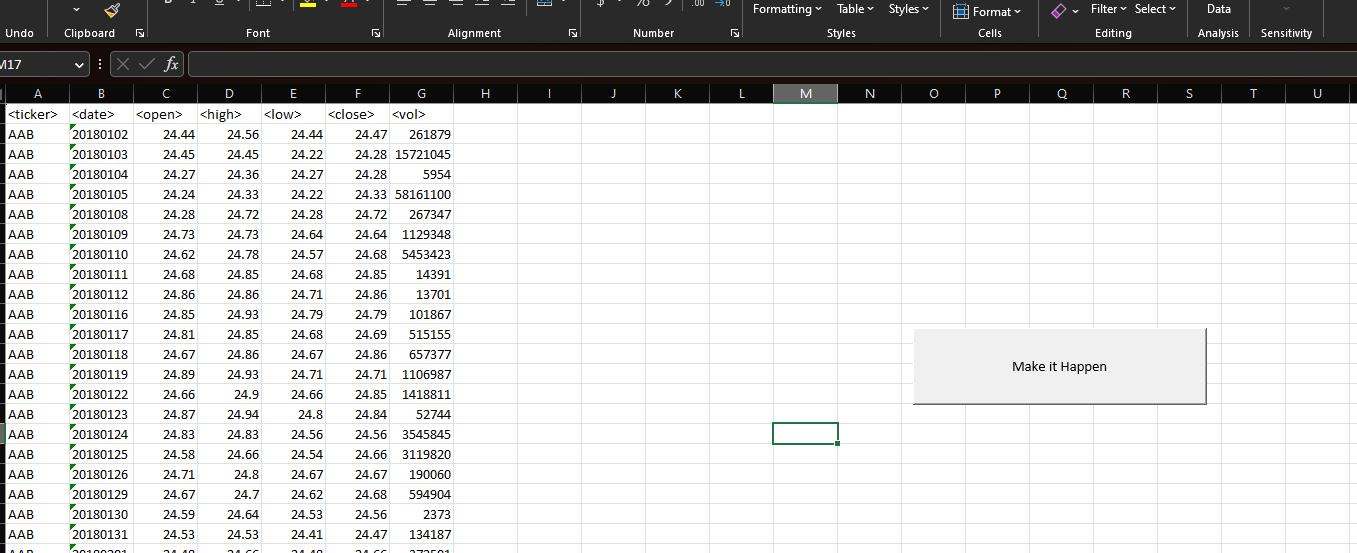 .00 →0
Formatting Table Styles Format Filter Select Data
Undo Clipboard Font Alignment Number Styles Cells Editing Analysis Sensitivity
M17 fx
A B C D E F G H I J K L M N O P Q R S T U
<ticker> <date> <open> <high> <low> <close> <vol>
AAB 20180102 24.44 24.56 24.44 24.47 261879
AAB 20180103 24.45 24.45 24.22 24.28 15721045
AAB 20180104 24.27 24.36 24.27 24.28 5954
AAB 20180105 24.24 24.33 24.22 24.33 58161100
AAB 20180108 24.28 24.72 24.28 24.72 267347
AAB 20180109 24.73 24.73 24.64 24.64 1129348
AAB 20180110 24.62 24.78 24.57 24.68 5453423
AAB 20180111 24.68 24.85 24.68 24.85 14391
AAB 20180112 24.86 24.86 24.71 24.86 13701
AAB 20180116 24.85 24.93 24.79 24.79 101867
AAB 20180117 24.81 24.85 24.68 24.69 515155
AAB 20180118 24.67 24.86 24.67 24.86 657377
Make it Happen
AAB 20180119 24.89 24.93 24.71 24.71 1106987
AAB 20180122 24.66 24.9 24.66 24.85 1418811
AAB 20180123 24.87 24.94 24.8 24.84 52744
AAB 20180124 24.83 24.83 24.56 24.56 3545845
AAB 20180125 24.58 24.66 24.54 24.66 3119820
AAB 20180126 24.71 24.8 24.67 24.67 190060
AAB 20180129 24.67 24.7 24.62 24.68 594904
AAB 20180130 24.59 24.64 24.53 24.56 2373
AAB 20180131 24.53 24.53 24.41 24.47 134187